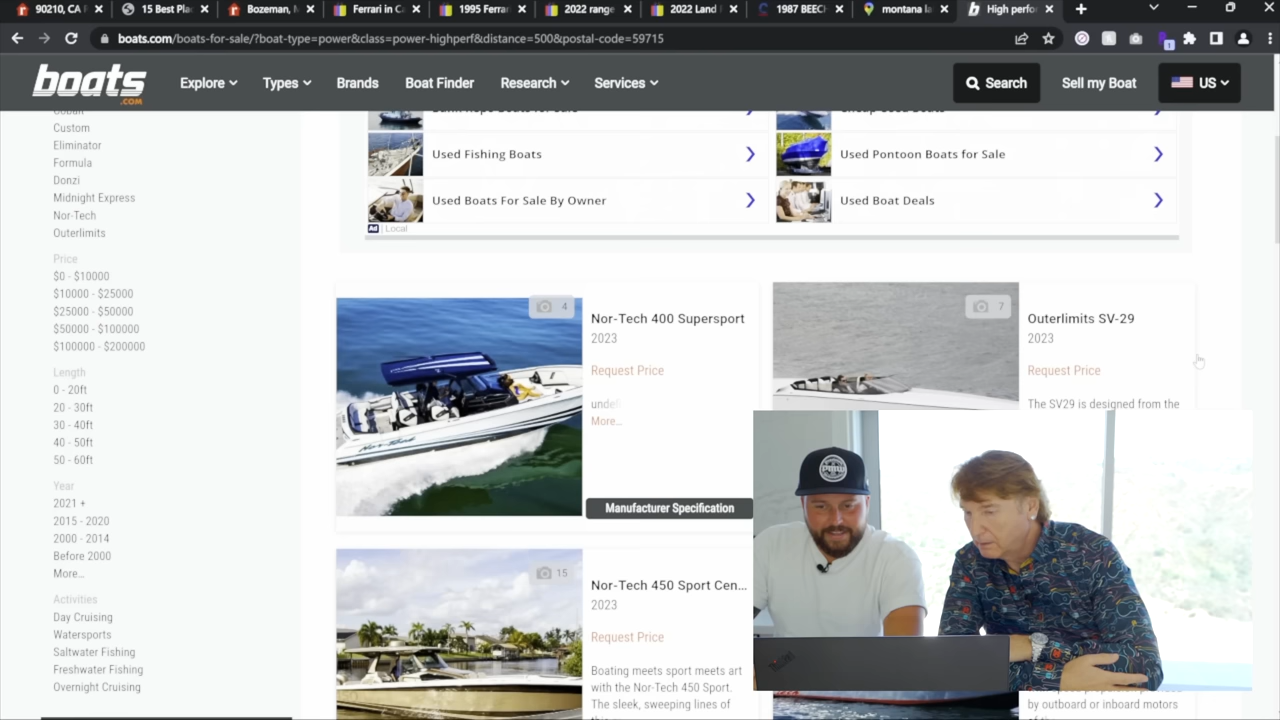 90210, CA
15 Best Pla
Bozeman,
Ferrari in C
1995 Ferrar
2022 range
2022 Land
1987 BEECH
montana la
High perfo
boats.com/boats-for-sale/?boat-type=power&class=power-highperf&distance=500&postal-code=59715
boats
.COM
Explore
Types
Brands
Boat Finder
Research
Services
Search
Sell my Boat
US
Custom
Eliminator
Formula
Donzi
Midnight Express
Nor-Tech
Outerlimits
Price
$0 - $10000
$10000 - $25000
$25000 - $50000
$50000 - $100000
$100000 - $200000
Length
0 - 20ft
20 - 30ft
30 - 40ft
40 - 50ft
50 - 60ft
Year
2021 +
2015 - 2020
2000 - 2014
Before 2000
More...
Activities
Day Cruising
Watersports
Saltwater Fishing
Freshwater Fishing
Overnight Cruising
Used Fishing Boats
Used Pontoon Boats for Sale
Used Boats For Sale By Owner
Used Boat Deals
Ad | Local
4
Nor-Tech 400 Supersport
2023
Request Price
undefi
More...
Manufacturer Specification
7
Outerlimits SV-29
2023
Request Price
The SV29 is designed from the
15
Nor-Tech 450 Sport Cen...
2023
Request Price
Boating meets sport meets art
with the Nor-Tech 450 Sport.
The sleek, sweeping lines of
by outboard or inboard motors